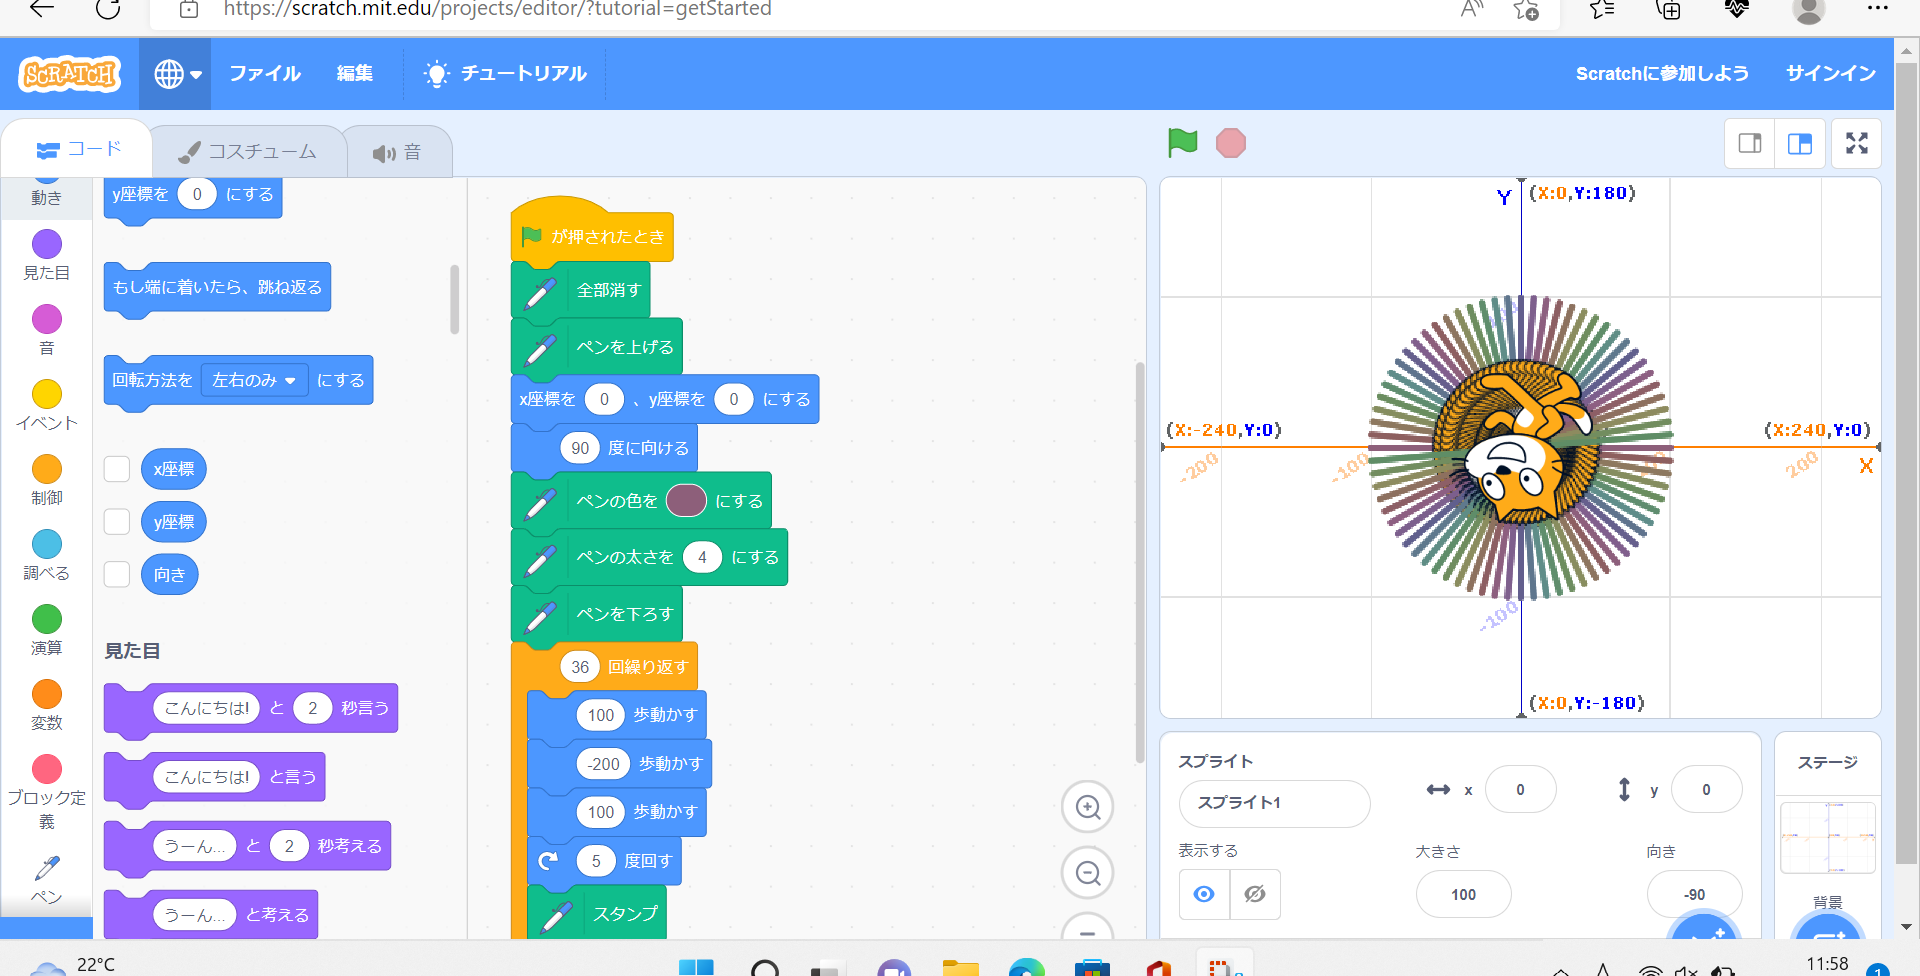 https://scratch.mit.edu/projects/editor/?tutorial=getStarted
SCRATCH
ファイル
編集
チュートリアル
Scratchに参加しよう
サインイン
コード
コスチューム
音
動き
見た目
音
イベント
制御
調べる
演算
変数
ブロック定
義
ペン
y座標を 0 にする
もし端に着いたら、跳ね返る
回転方法を 左右のみ にする
x座標
y座標
向き
見た目
こんにちは! と 2 秒言う
こんにちは! と言う
うーん... と 2 秒考える
うーん... と考える
が押されたとき
全部消す
ペンを上げる
x座標を 0 、y座標を 0 にする
90 度に向ける
ペンの色を にする
ペンの太さを 4 にする
ペンを下ろす
36 回繰り返す
100 歩動かす
-200 歩動かす
100 歩動かす
5 度回す
スタンプ
Y (X:0,Y:180)
(X:-240,Y:0)
(X:240,Y:0)
-200
-100
200
X
-100
(X:0,Y:-180)
スプライト
スプライト1
x 0
y 0
表示する
大きさ
100
向き
-90
ステージ
背景
22°C
11:58
1